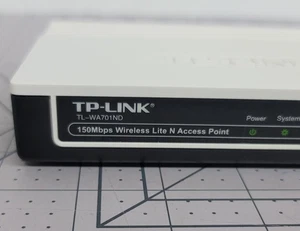 TP-LINK®
TL-WA701ND
150Mbps Wireless Lite N Access Point
Power System